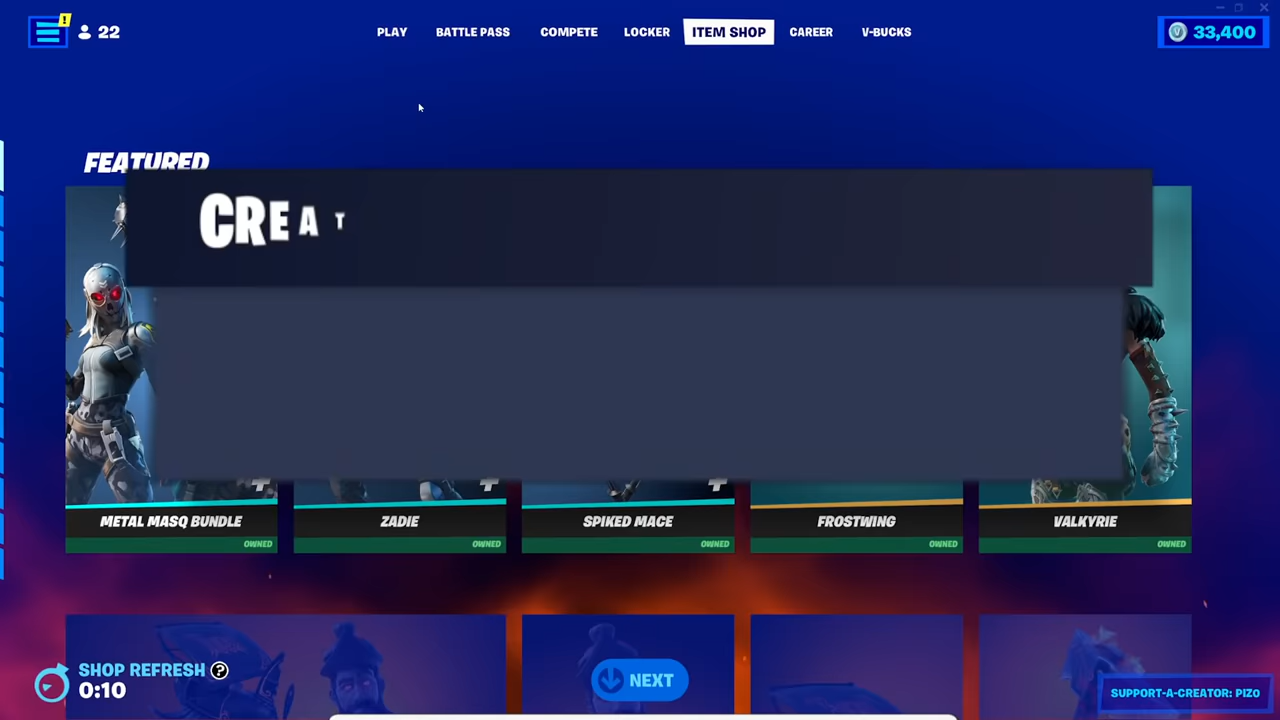 !
22
PLAY
BATTLE PASS
COMPETE
LOCKER
ITEM SHOP
CAREER
V-BUCKS
33,400
FEATURED
CREAT
METAL MASQ BUNDLE
ZADIE
SPIKED MACE
FROSTWING
VALKYRIE
OWNED
OWNED
OWNED
OWNED
OWNED
SHOP REFRESH ?
0:10
NEXT
SUPPORT-A-CREATOR: PIZO